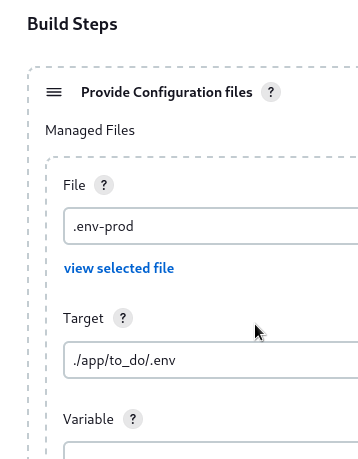 Build Steps
Provide Configuration files ?
Managed Files
File ?
.env-prod
view selected file
Target ?
./app/to_do/.env
Variable ?